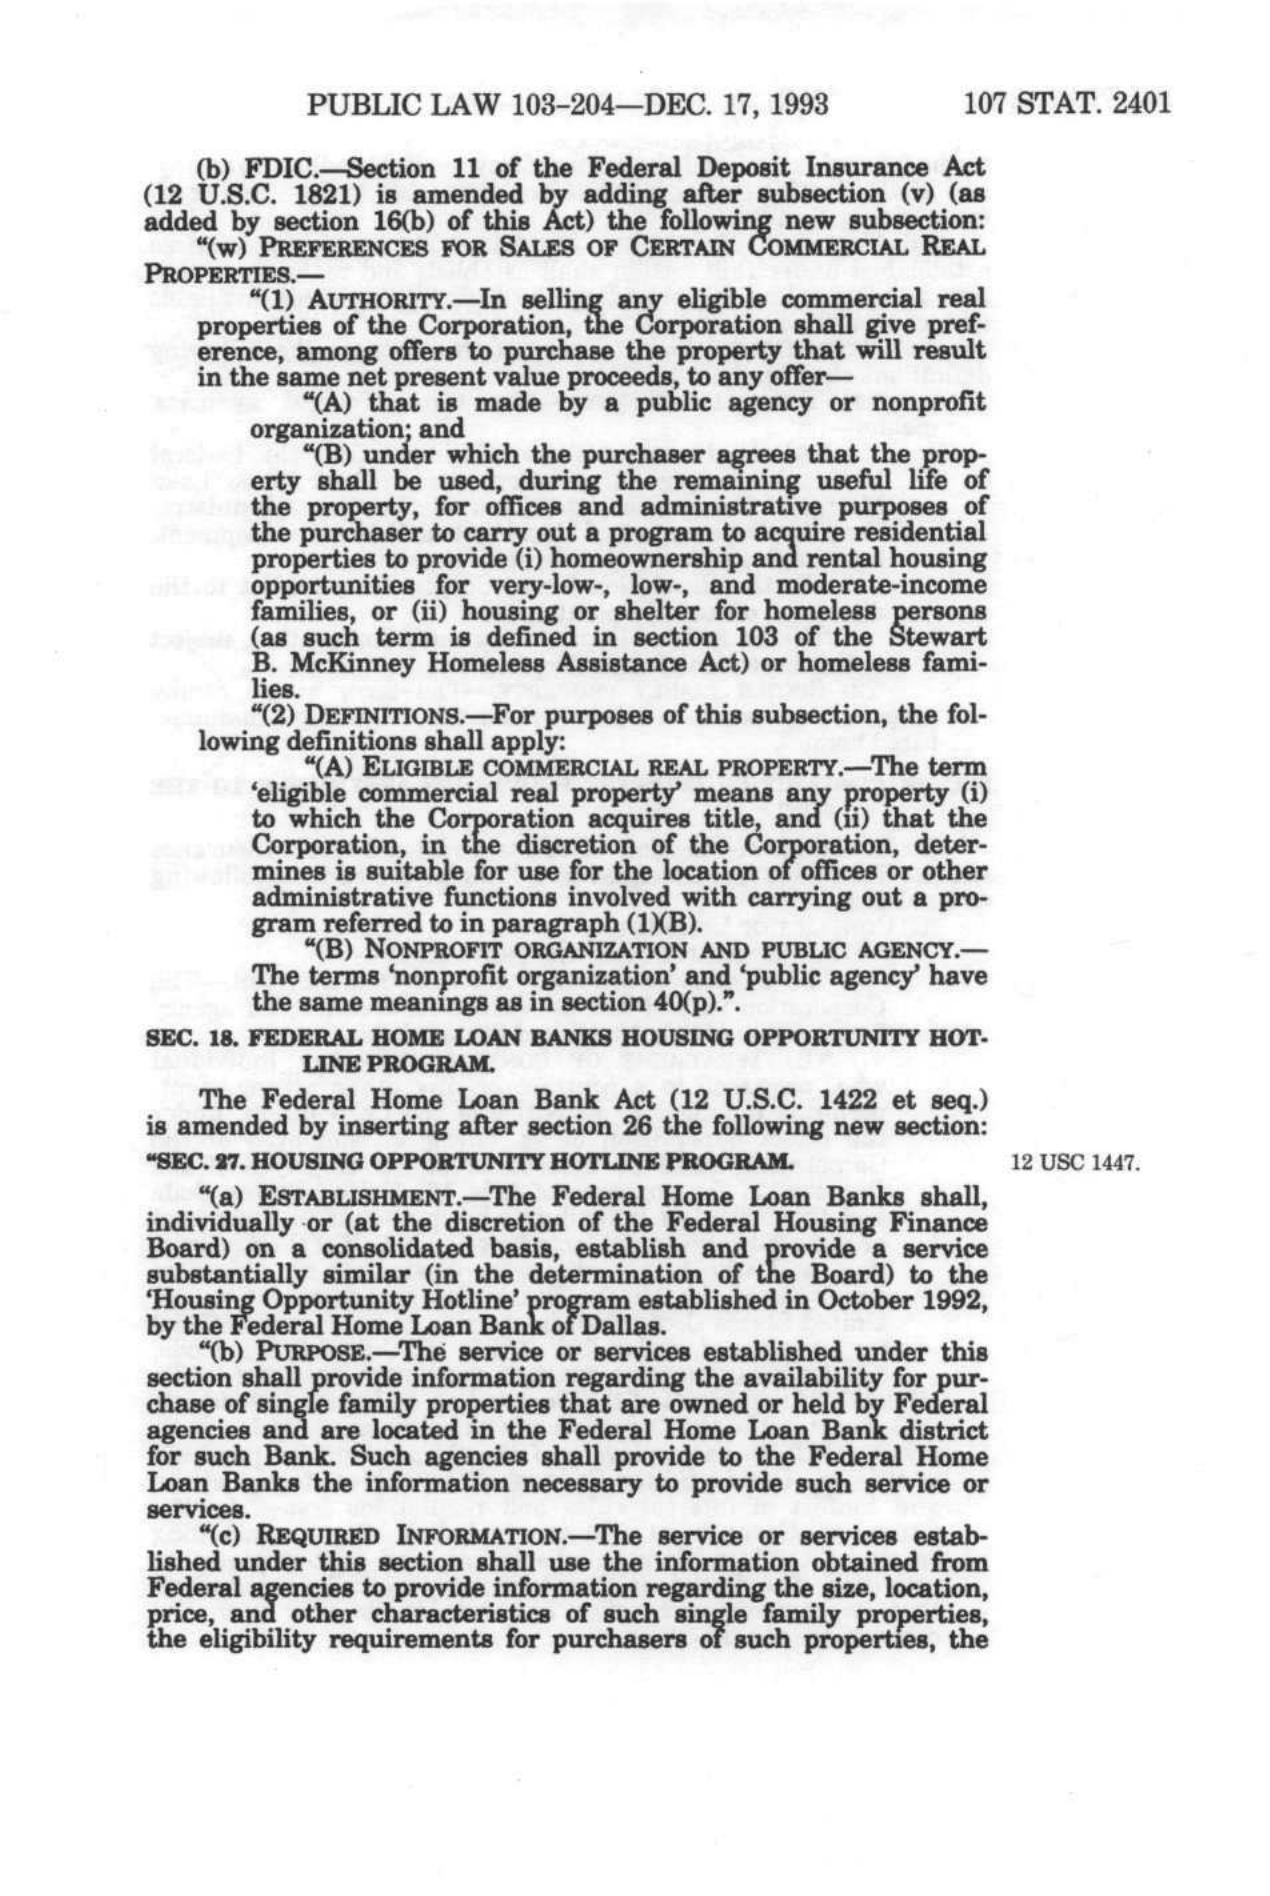 PUBLIC LAW 103-204—DEC. 17, 1993 107 STAT. 2401
(b) FDIC.—Section 11 of the Federal Deposit Insurance Act
(12 U.S.C. 1821) is amended by adding after subsection (v) (as
added by section 16(b) of this Act) the following new subsection:
“(w) PREFERENCES FOR SALES OF CERTAIN COMMERCIAL REAL
PROPERTIES.—
“(1) AUTHORITY.—In selling any eligible commercial real
properties of the Corporation, the Corporation shall give pref-
erence, among offers to purchase the property that will result
in the same net present value proceeds, to any offer—
“(A) that is made by a public agency or nonprofit
organization; and
“(B) under which the purchaser agrees that the prop-
erty shall be used, during the remaining useful life of
the property, for offices and administrative purposes of
the purchaser to carry out a program to acquire residential
properties to provide (i) homeownership and rental housing
opportunities for very-low-, low-, and moderate-income
families, or (ii) housing or shelter for homeless persons
(as such term is defined in section 103 of the Stewart
B. McKinney Homeless Assistance Act) or homeless fami-
lies.
“(2) DEFINITIONS.—For purposes of this subsection, the fol-
lowing definitions shall apply:
“(A) ELIGIBLE COMMERCIAL REAL PROPERTY.—The term
‘eligible commercial real property’ means any property (i)
to which the Corporation acquires title, and (ii) that the
Corporation, in the discretion of the Corporation, deter-
mines is suitable for use for the location of offices or other
administrative functions involved with carrying out a pro-
gram referred to in paragraph (1)(B).
“(B) NONPROFIT ORGANIZATION AND PUBLIC AGENCY.—
The terms ‘nonprofit organization’ and ‘public agency’ have
the same meanings as in section 40(p).”.
SEC. 18. FEDERAL HOME LOAN BANKS HOUSING OPPORTUNITY HOT-
LINE PROGRAM.
The Federal Home Loan Bank Act (12 U.S.C. 1422 et seq.)
is amended by inserting after section 26 the following new section:
“SEC. 27. HOUSING OPPORTUNITY HOTLINE PROGRAM. 12 USC 1447.
“(a) ESTABLISHMENT.—The Federal Home Loan Banks shall,
individually or (at the discretion of the Federal Housing Finance
Board) on a consolidated basis, establish and provide a service
substantially similar (in the determination of the Board) to the
‘Housing Opportunity Hotline’ program established in October 1992,
by the Federal Home Loan Bank of Dallas.
“(b) PURPOSE.—The service or services established under this
section shall provide information regarding the availability for pur-
chase of single family properties that are owned or held by Federal
agencies and are located in the Federal Home Loan Bank district
for such Bank. Such agencies shall provide to the Federal Home
Loan Banks the information necessary to provide such service or
services.
“(c) REQUIRED INFORMATION.—The service or services estab-
lished under this section shall use the information obtained from
Federal agencies to provide information regarding the size, location,
price, and other characteristics of such single family properties,
the eligibility requirements for purchasers of such properties, the